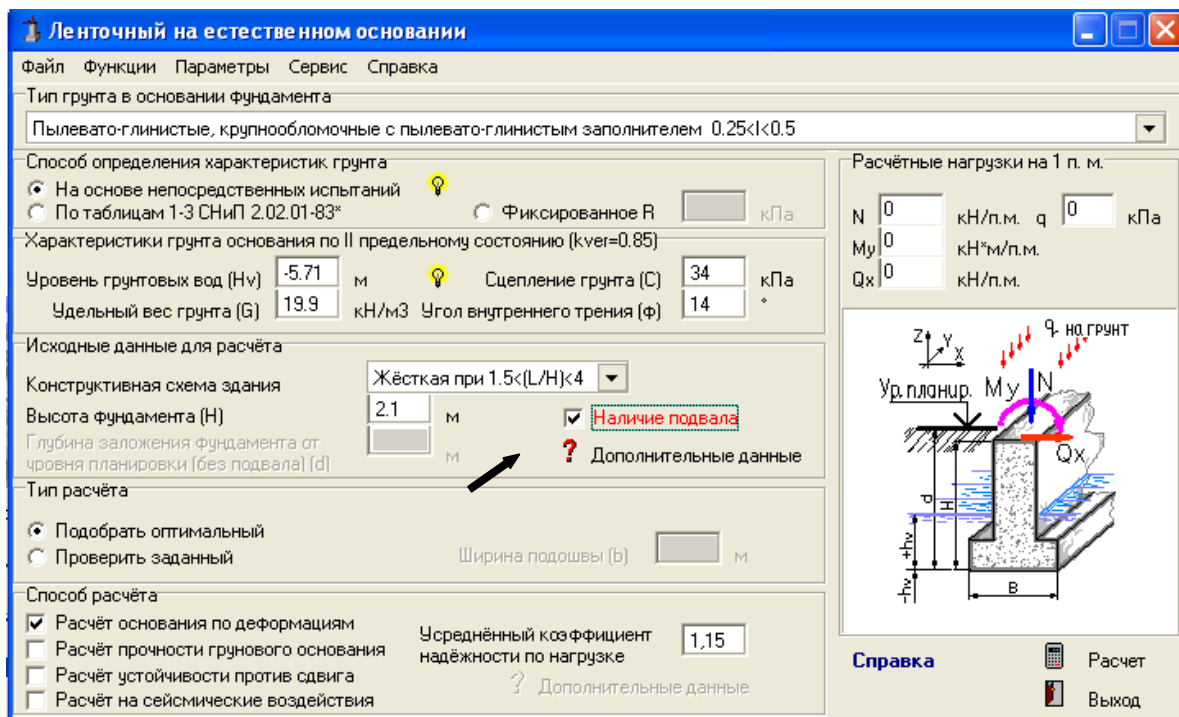 Ленточный на естественном основании
Файл Функции Параметры Сервис Справка
Тип грунта в основании фундамента
Пылевато-глинистые, крупнообломочные с пылевато-глинистым заполнителем 0.25<I<0.5
Способ определения характеристик грунта
На основе непосредственных испытаний
По таблицам 1-3 СНиП 2.02.01-83* Фиксированное R кПа
Характеристики грунта основания по II предельному состоянию (kver=0.85)
Уровень грунтовых вод (Hv) -5.71 м Сцепление грунта (С) 34 кПа
Удельный вес грунта (G) 19.9 кН/м3 Угол внутреннего трения (ф) 14 °
Исходные данные для расчёта
Конструктивная схема здания Жёсткая при 1.5<(L/H)<4
Высота фундамента (Н) 2.1 м Наличие подвала
Глубина заложения фундамента от
уровня планировки (без подвала) (d) м ? Дополнительные данные
Тип расчёта
Подобрать оптимальный
Проверить заданный Ширина подошвы (b) м
Способ расчёта
Расчёт основания по деформациям
Расчёт прочности грунового основания
Расчёт устойчивости против сдвига
Расчёт на сейсмические воздействия
Усреднённый коэффициент
надёжности по нагрузке 1,15
? Дополнительные данные
Расчётные нагрузки на 1 п. м.
N 0 кН/п.м. q 0 кПа
My 0 кН*м/п.м.
Qx 0 кН/п.м.
q. на грунт
Z Y X
Ур. планир. My N
Qx
d H
+hv
-hv
B
Справка Расчет
Выход